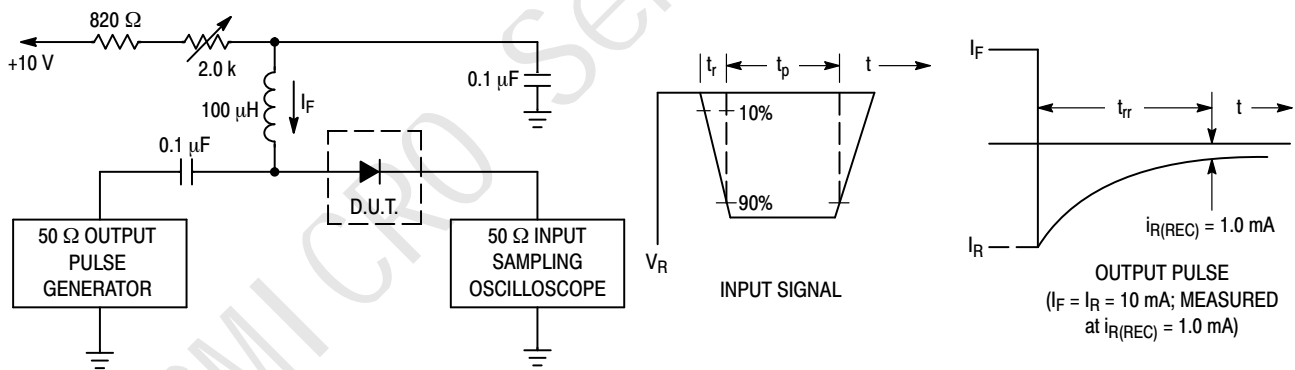 820 Ω
+10 V
2.0 k
0.1 µF
100 µH
I_F
0.1 µF
D.U.T.
50 Ω OUTPUT
PULSE
GENERATOR
50 Ω INPUT
SAMPLING
OSCILLOSCOPE
t_r
t_p
t
10%
90%
V_R
INPUT SIGNAL
I_F
t_rr
t
I_R
i_R(REC) = 1.0 mA
OUTPUT PULSE
(I_F = I_R = 10 mA; MEASURED
at i_R(REC) = 1.0 mA)
MICRO Se